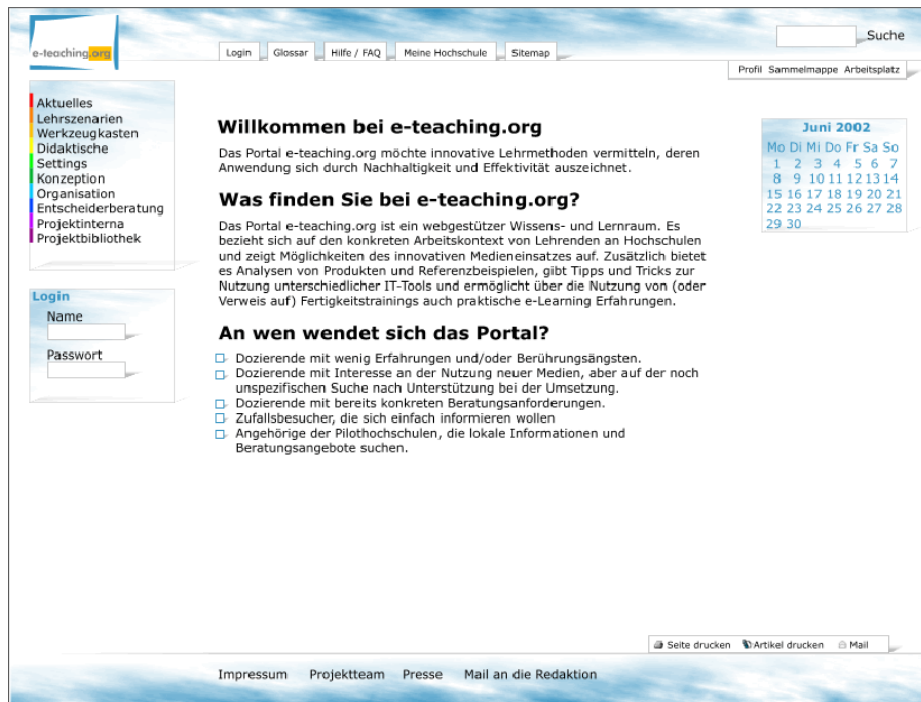 e-teaching.org
Suche
Login Glossar Hilfe / FAQ Meine Hochschule Sitemap
Profil Sammelmappe Arbeitsplatz
Aktuelles
Lehrszenarien
Werkzeugkasten
Didaktische
Settings
Konzeption
Organisation
Entscheiderberatung
Projektinterna
Projektbibliothek
Login
Name
Passwort
Willkommen bei e-teaching.org
Das Portal e-teaching.org möchte innovative Lehrmethoden vermitteln, deren
Anwendung sich durch Nachhaltigkeit und Effektivität auszeichnet.
Was finden Sie bei e-teaching.org?
Das Portal e-teaching.org ist ein webgestützer Wissens- und Lernraum. Es
bezieht sich auf den konkreten Arbeitskontext von Lehrenden an Hochschulen
und zeigt Möglichkeiten des innovativen Medieneinsatzes auf. Zusätzlich bietet
es Analysen von Produkten und Referenzbeispielen, gibt Tipps und Tricks zur
Nutzung unterschiedlicher IT-Tools und ermöglicht über die Nutzung von (oder
Verweis auf) Fertigkeitstrainings auch praktische e-Learning Erfahrungen.
An wen wendet sich das Portal?
Dozierende mit wenig Erfahrungen und/oder Berührungsängsten.
Dozierende mit Interesse an der Nutzung neuer Medien, aber auf der noch
unspezifischen Suche nach Unterstützung bei der Umsetzung.
Dozierende mit bereits konkreten Beratungsanforderungen.
Zufallsbesucher, die sich einfach informieren wollen
Angehörige der Pilothochschulen, die lokale Informationen und
Beratungsangebote suchen.
Juni 2002
Mo Di Mi Do Fr Sa So
1 2 3 4 5 6 7
8 9 10 11 12 13 14
15 16 17 18 19 20 21
22 23 24 25 26 27 28
29 30
Seite drucken Artikel drucken Mail
Impressum Projektteam Presse Mail an die Redaktion